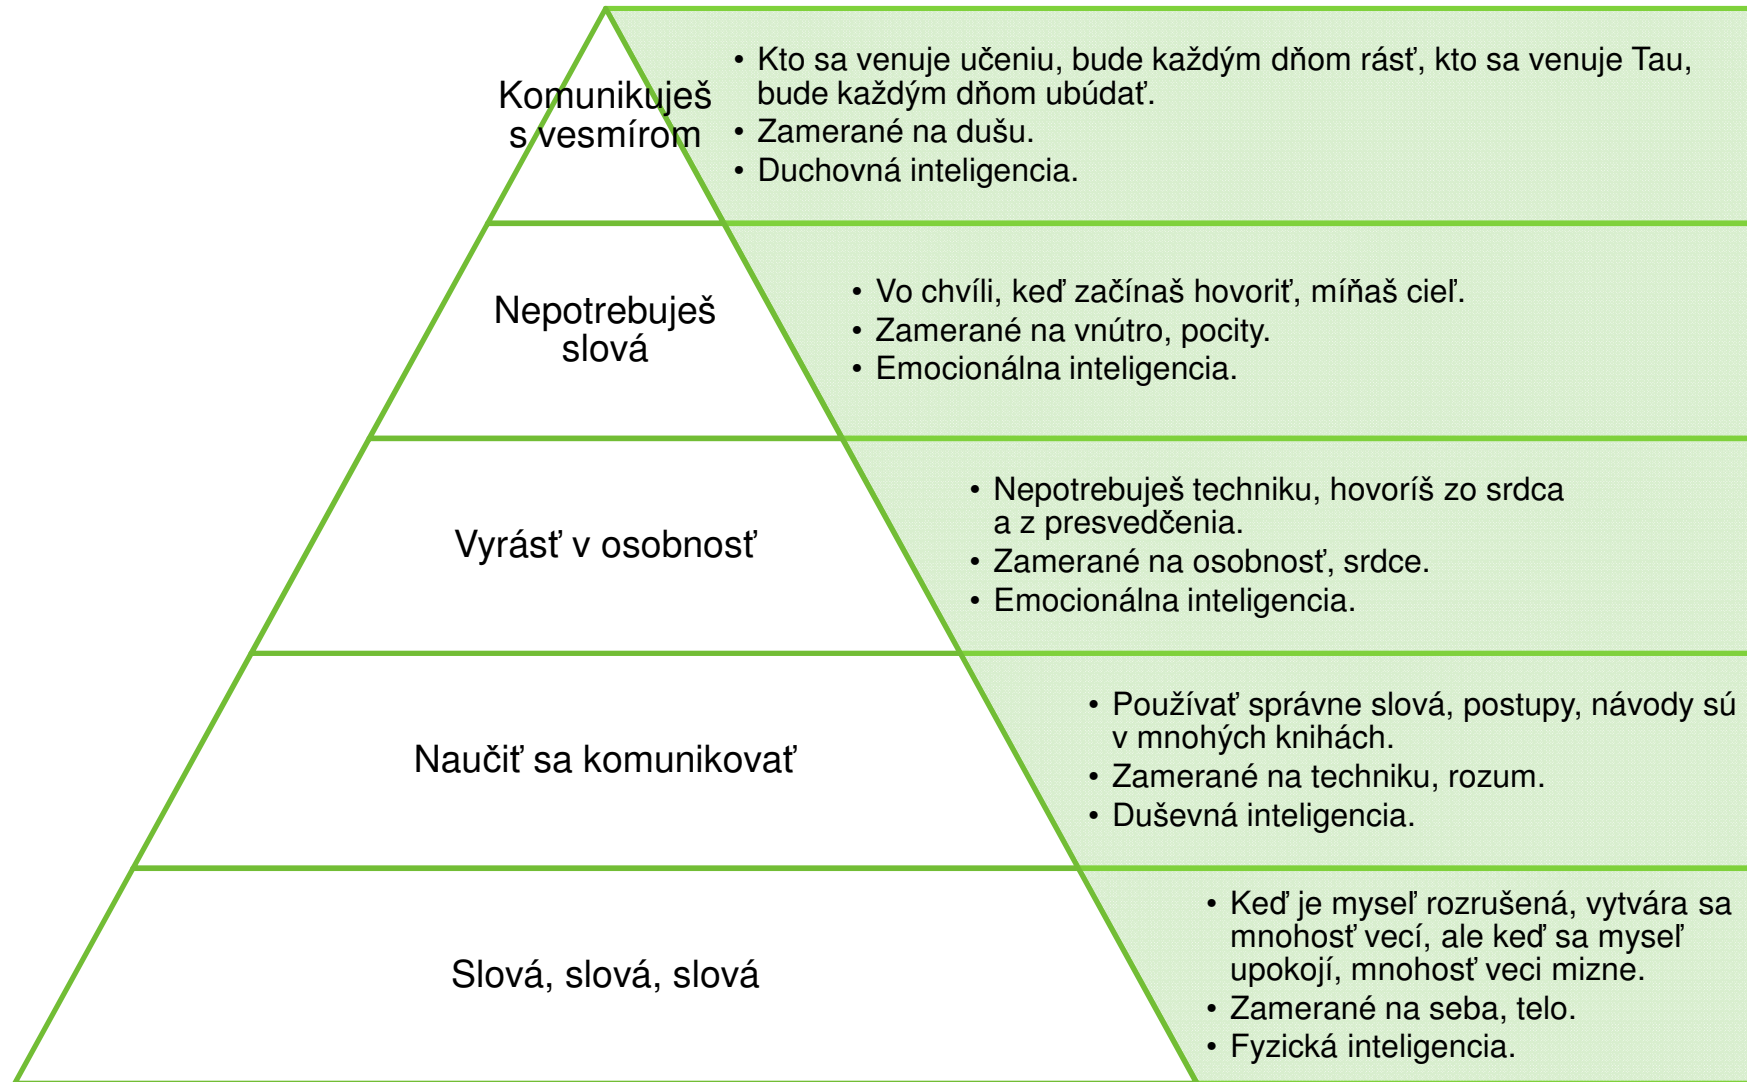 Komunikuješ
s vesmírom
• Kto sa venuje učeniu, bude každým dňom rásť, kto sa venuje Tau,
bude každým dňom ubúdať.
• Zamerané na dušu.
• Duchovná inteligencia.
Nepotrebuješ
slová
• Vo chvíli, keď začínaš hovoriť, míňaš cieľ.
• Zamerané na vnútro, pocity.
• Emocionálna inteligencia.
Vyrásť v osobnosť
• Nepotrebuješ techniku, hovoríš zo srdca
a z presvedčenia.
• Zamerané na osobnosť, srdce.
• Emocionálna inteligencia.
Naučiť sa komunikovať
• Používať správne slová, postupy, návody sú
v mnohých knihách.
• Zamerané na techniku, rozum.
• Duševná inteligencia.
Slová, slová, slová
• Keď je myseľ rozrušená, vytvára sa
mnohosť vecí, ale keď sa myseľ
upokojí, mnohosť veci mizne.
• Zamerané na seba, telo.
• Fyzická inteligencia.